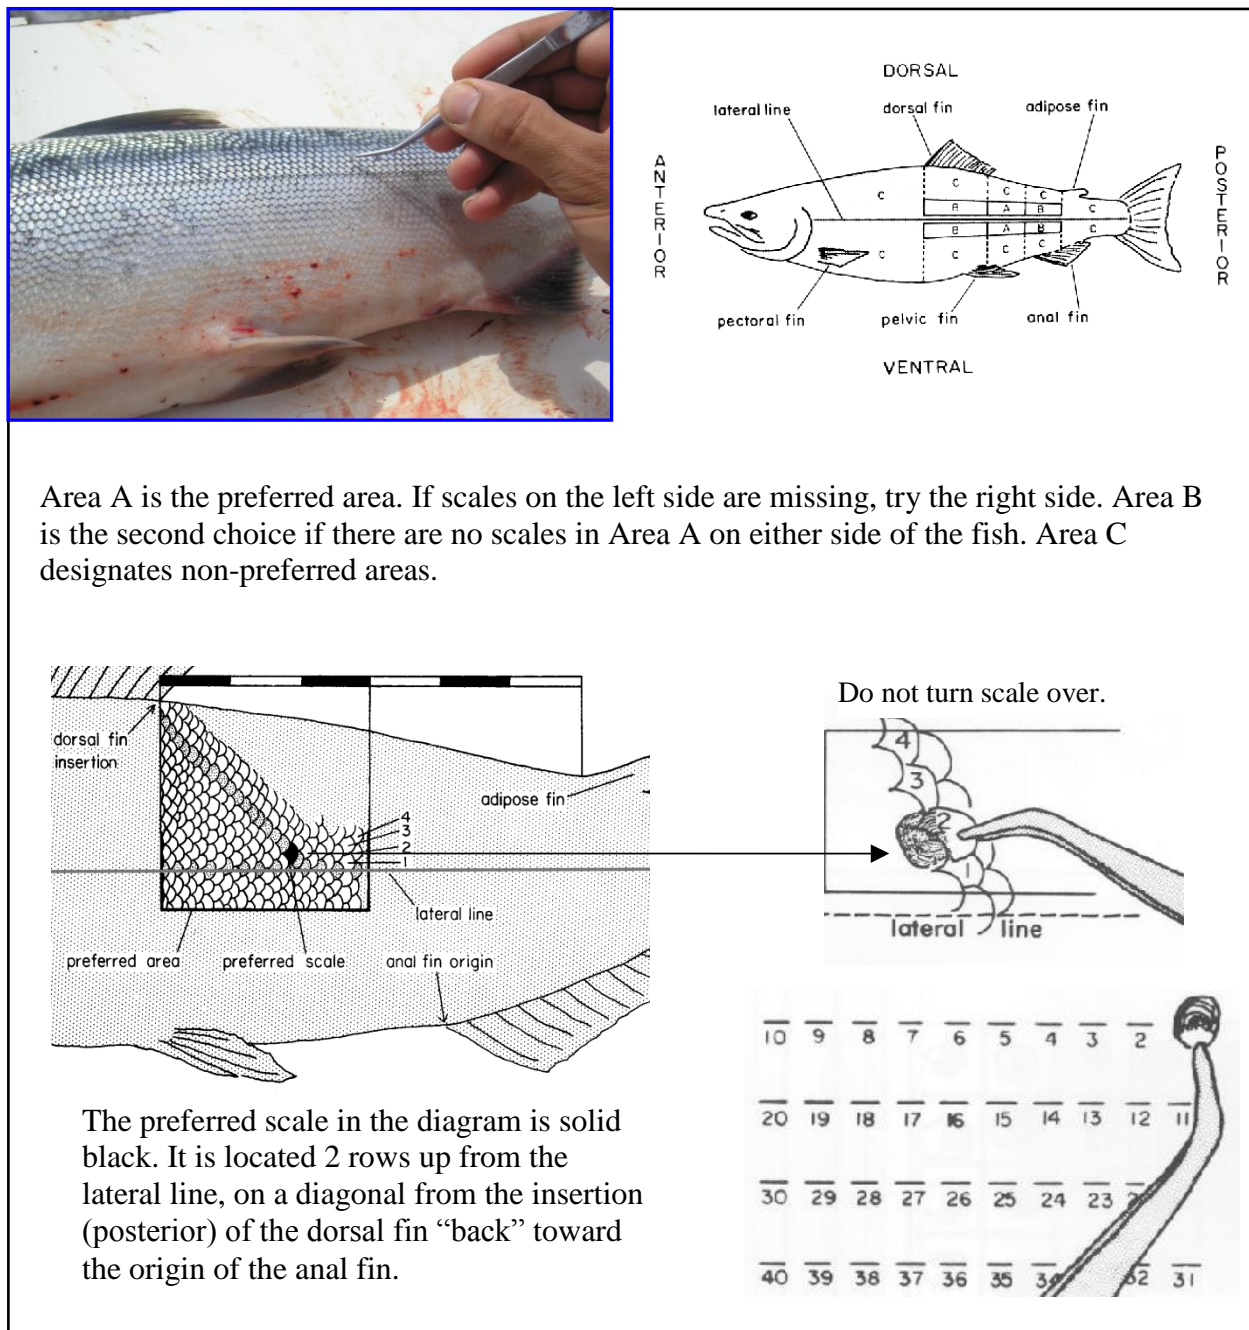 DORSAL
lateral line
dorsal fin
adipose fin
ANTERIOR
POSTERIOR
C
C
C
C
B
A
B
C
B
A
B
C
C
C
C
C
pectoral fin
pelvic fin
anal fin
VENTRAL
Area A is the preferred area. If scales on the left side are missing, try the right side. Area B
is the second choice if there are no scales in Area A on either side of the fish. Area C
designates non-preferred areas.
dorsal fin
insertion
adipose fin
4
3
2
1
lateral line
preferred area
preferred scale
anal fin origin
Do not turn scale over.
4
3
2
1
lateral line
The preferred scale in the diagram is solid
black. It is located 2 rows up from the
lateral line, on a diagonal from the insertion
(posterior) of the dorsal fin “back” toward
the origin of the anal fin.
10 9 8 7 6 5 4 3 2
20 19 18 17 16 15 14 13 12 11
30 29 28 27 26 25 24 23
40 39 38 37 36 35 34 32 31